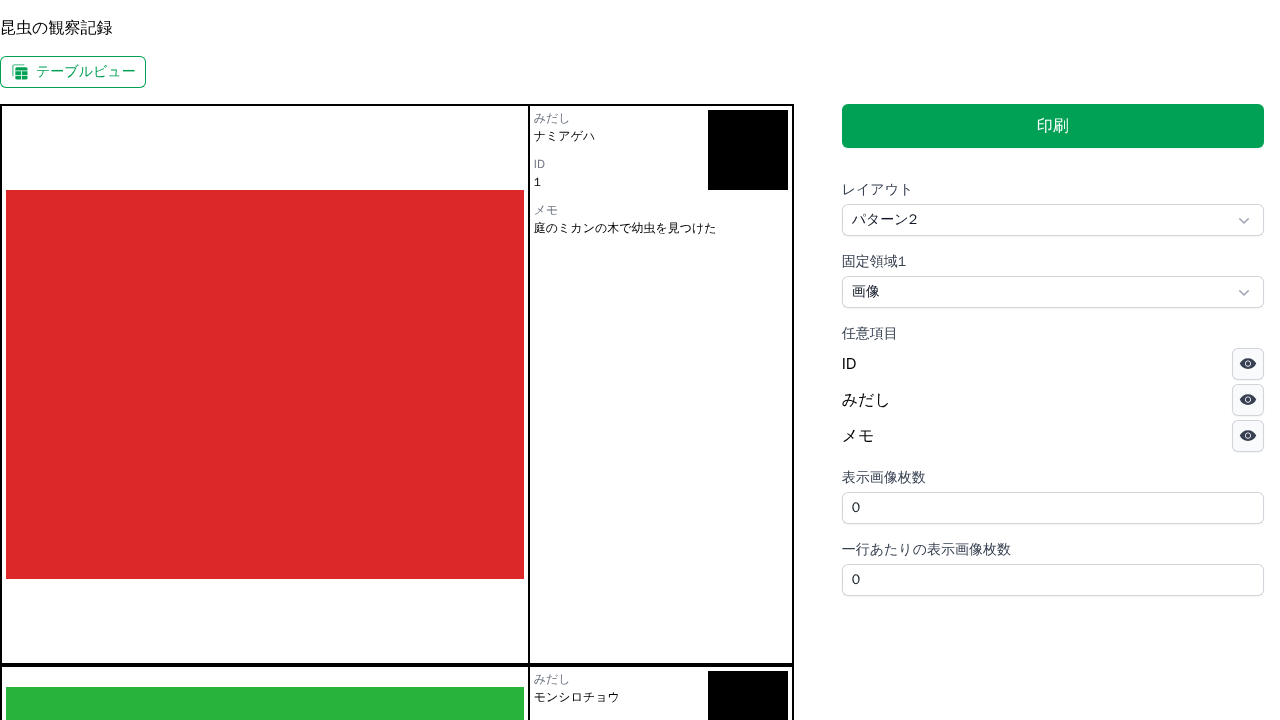 昆虫の観察記録
テーブルビュー
みだし
ナミアゲハ
ID
1
メモ
庭のミカンの木で幼虫を見つけた
みだし
モンシロチョウ
印刷
レイアウト
パターン2
固定領域1
画像
任意項目
ID
みだし
メモ
表示画像枚数
0
一行あたりの表示画像枚数
0